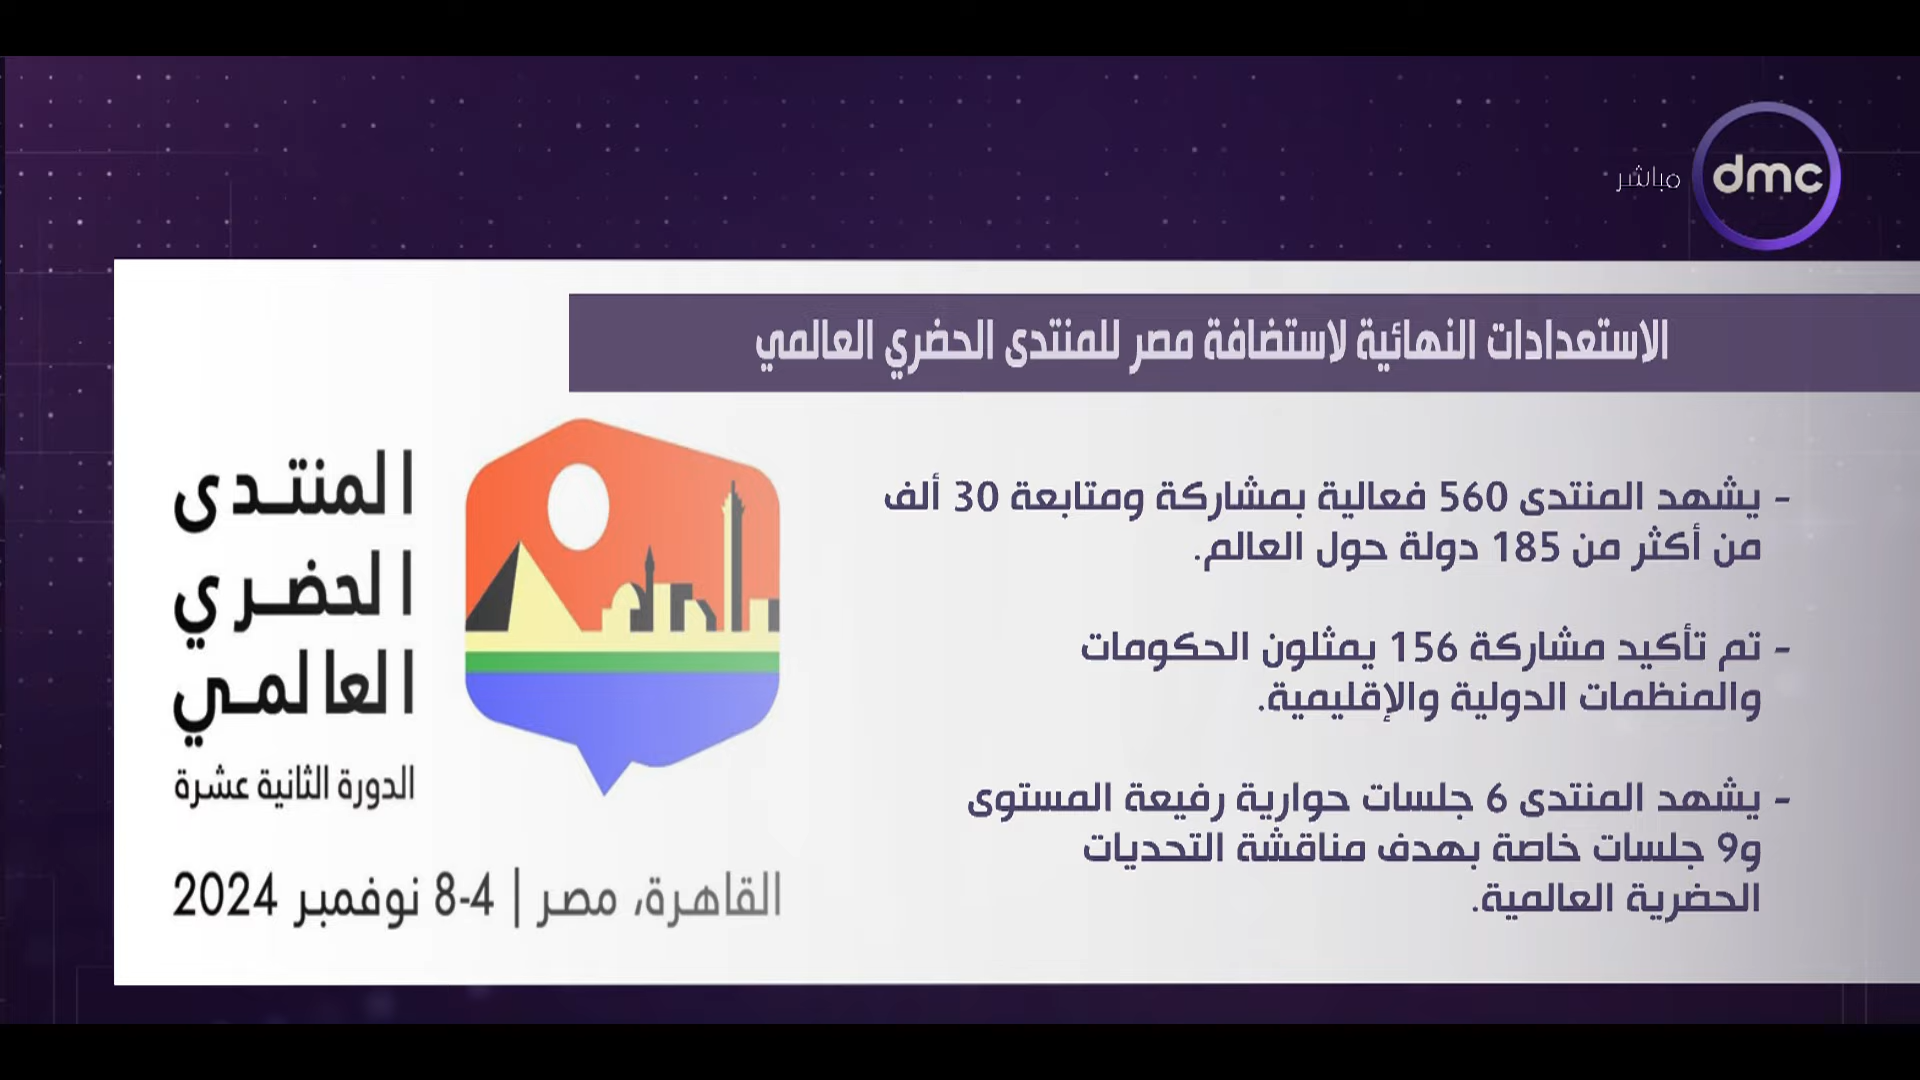 dmc
مباشر
الاستعدادات النهائية لاستضافة مصر للمنتدى الحضري العالمي
- يشهد المنتدى 560 فعالية بمشاركة ومتابعة 30 ألف
من أكثر من 185 دولة حول العالم.
- تم تأكيد مشاركة 156 يمثلون الحكومات
والمنظمات الدولية والإقليمية.
- يشهد المنتدى 6 جلسات حوارية رفيعة المستوى
و9 جلسات خاصة بهدف مناقشة التحديات
الحضرية العالمية.
المنتدى
الحضري
العالمي
الدورة الثانية عشرة
القاهرة، مصر | 4-8 نوفمبر 2024